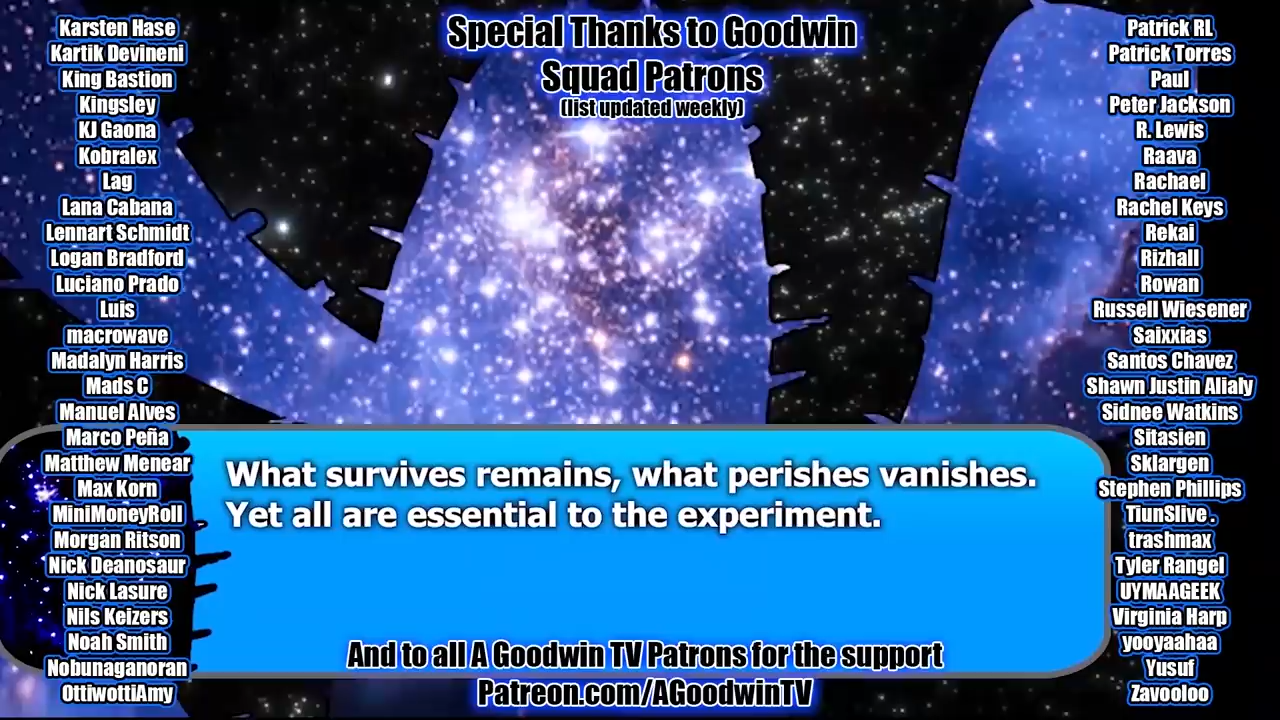 Special Thanks to Goodwin
Squad Patrons
(list updated weekly)
Karsten Hase
Kartik Devineni
King Bastion
Kingsley
KJ Gaona
Kobralex
Lag
Lana Cabana
Lennart Schmidt
Logan Bradford
Luciano Prado
Luis
macrowave
Madalyn Harris
Mads C
Manuel Alves
Marco Peña
Matthew Menear
Max Korn
MiniMoneyRoll
Morgan Ritson
Nick Deanosaur
Nick Lasure
Nils Keizers
Noah Smith
Nobunaganoran
OttiwottiAmy
Patrick RL
Patrick Torres
Paul
Peter Jackson
R. Lewis
Raava
Rachael
Rachel Keys
Rekai
Rizhall
Rowan
Russell Wiesener
Saixxias
Santos Chavez
Shawn Justin Alialy
Sidnee Watkins
Sitasien
Sklargen
Stephen Phillips
TiunSlive .
trashmax
Tyler Rangel
UYMAAGEEK
Virginia Harp
yooyaahaa
Yusuf
Zavooloo
What survives remains, what perishes vanishes.
Yet all are essential to the experiment.
And to all A Goodwin TV Patrons for the support
Patreon.com/AGoodwinTV